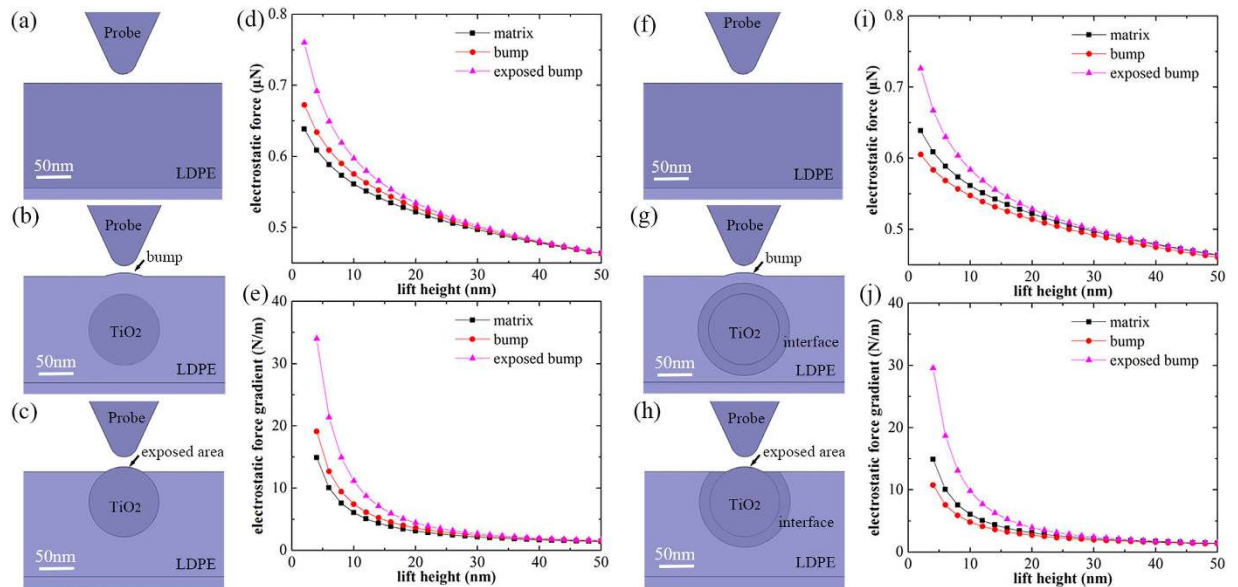 (a)
Probe
50nm
LDPE
(b)
Probe
bump
TiO2
50nm
LDPE
(c)
Probe
exposed area
TiO2
50nm
LDPE
(d)
electrostatic force (μN)
0.8
0.7
0.6
0.5
matrix
bump
exposed bump
0 10 20 30 40 50
lift height (nm)
(e)
electrostatic force gradient (N/m)
40
30
20
10
0
matrix
bump
exposed bump
0 10 20 30 40 50
lift height (nm)
(f)
Probe
50nm
LDPE
(g)
Probe
bump
TiO2
interface
50nm
LDPE
(h)
Probe
exposed area
TiO2
interface
50nm
LDPE
(i)
electrostatic force (μN)
0.8
0.7
0.6
0.5
matrix
bump
exposed bump
0 10 20 30 40 50
lift height (nm)
(j)
electrostatic force gradient (N/m)
40
30
20
10
0
matrix
bump
exposed bump
0 10 20 30 40 50
lift height (nm)